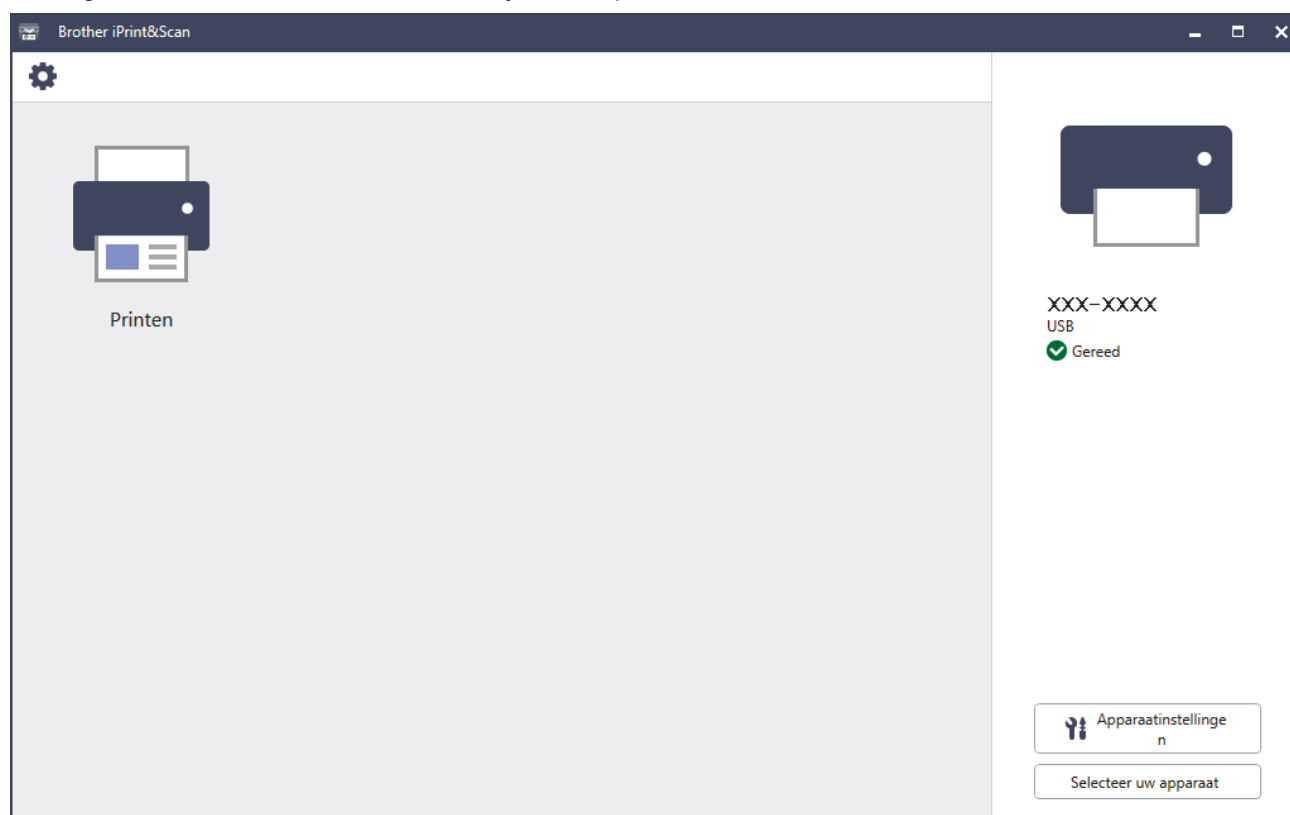 Brother iPrint&Scan
Printen
XXX-XXXX
USB
Gereed
Apparaatinstellinge
n
Selecteer uw apparaat